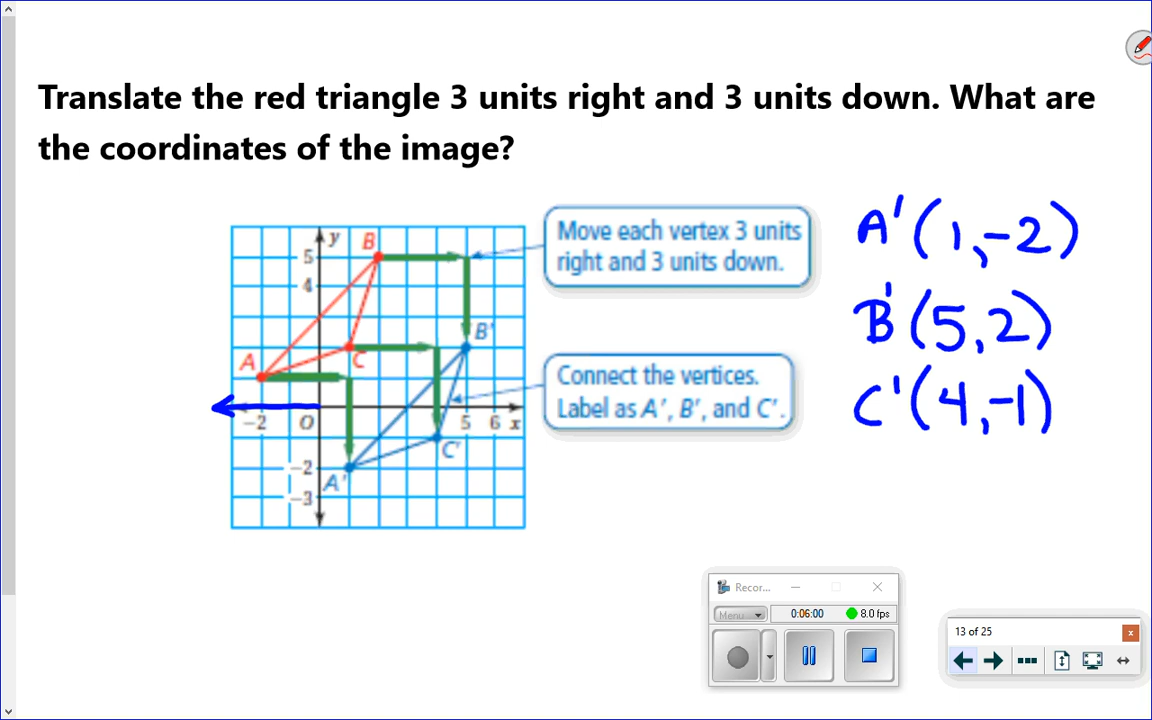 Translate the red triangle 3 units right and 3 units down. What are
the coordinates of the image?
Move each vertex 3 units
right and 3 units down.
Connect the vertices.
Label as A', B', and C'.
y
B
5
4
B'
A
C
-2
O
5 6 x
C'
-2
A'
-3
A'(1,-2)
B'(5,2)
C'(4,-1)
Recor...
Menu
0:06:00
8.0 fps
13 of 25
x